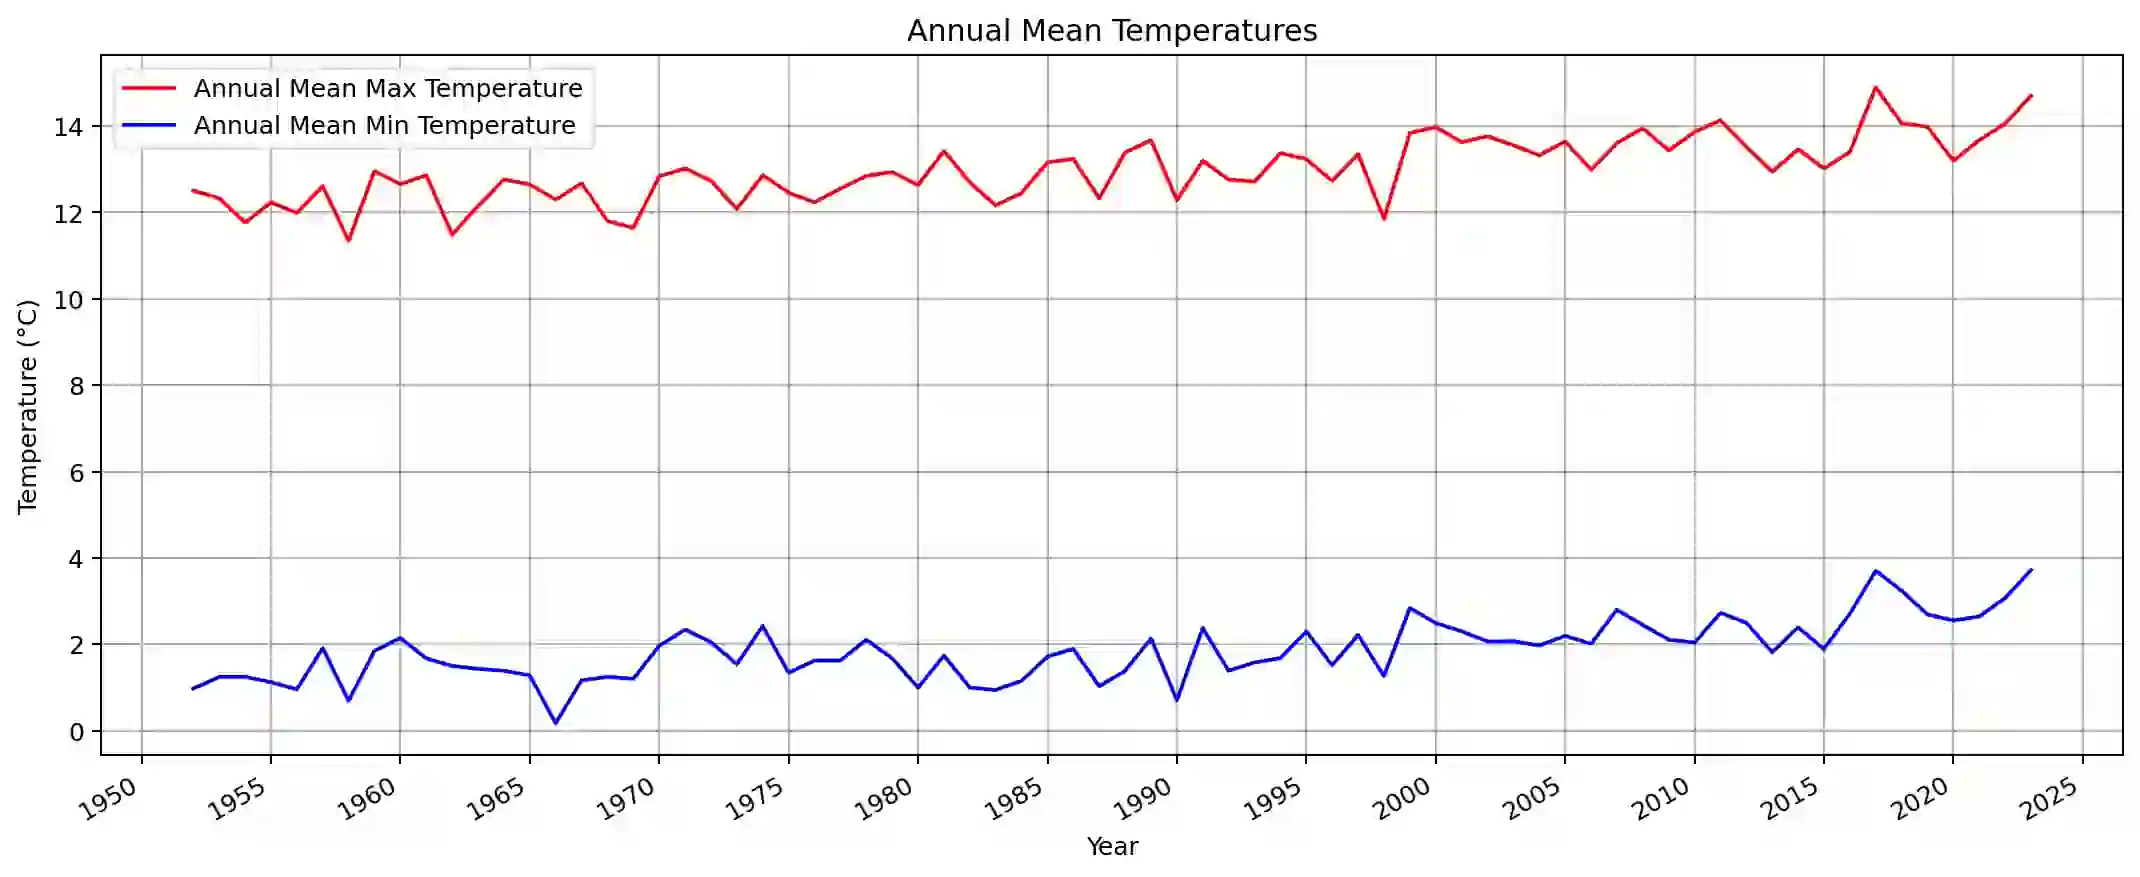 Annual Mean Temperatures
Annual Mean Max Temperature
Annual Mean Min Temperature
Temperature (°C)
14
12
10
8
6
4
2
0
1950 1955 1960 1965 1970 1975 1980 1985 1990 1995 2000 2005 2010 2015 2020 2025
Year